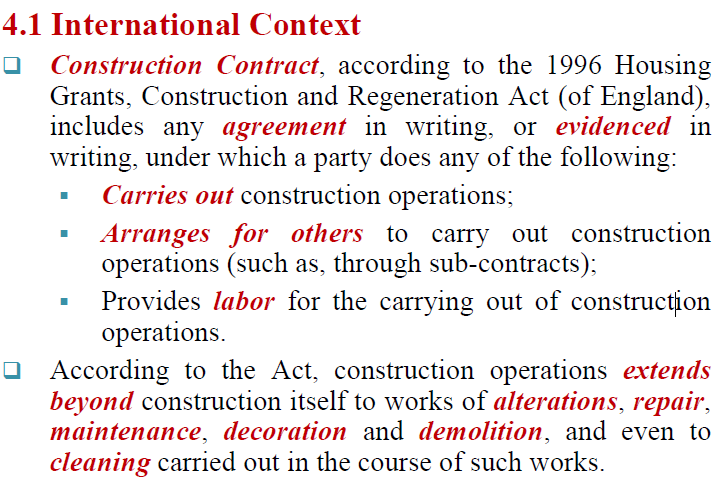 4.1 International Context
Construction Contract, according to the 1996 Housing
Grants, Construction and Regeneration Act (of England),
includes any agreement in writing, or evidenced in
writing, under which a party does any of the following:
Carries out construction operations;
Arranges for others to carry out construction
operations (such as, through sub-contracts);
Provides labor for the carrying out of construction
operations.
According to the Act, construction operations extends
beyond construction itself to works of alterations, repair,
maintenance, decoration and demolition, and even to
cleaning carried out in the course of such works.